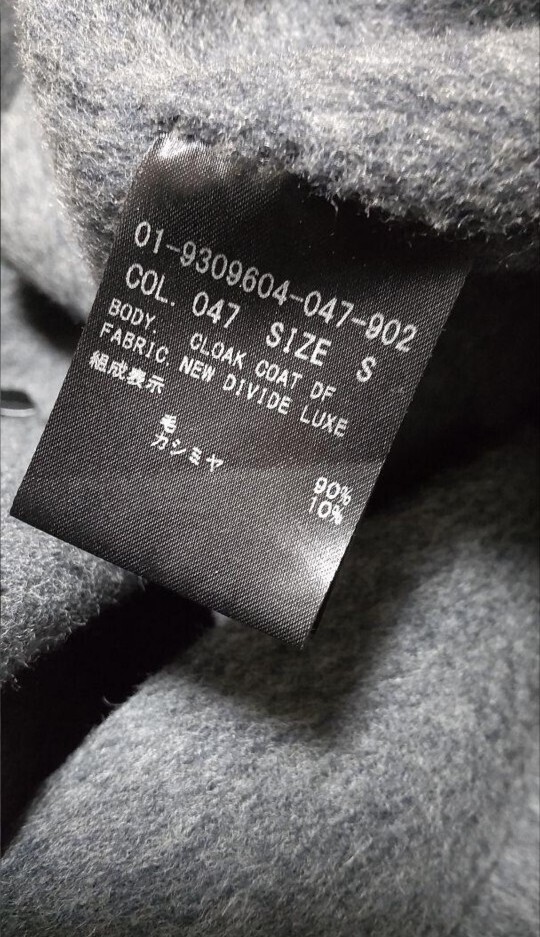 01-9309604-047-902
COL. 047 SIZE S
BODY. CLOAK COAT DF
FABRIC NEW DIVIDE LUXE
組成表示
毛 90%
カシミヤ 10%